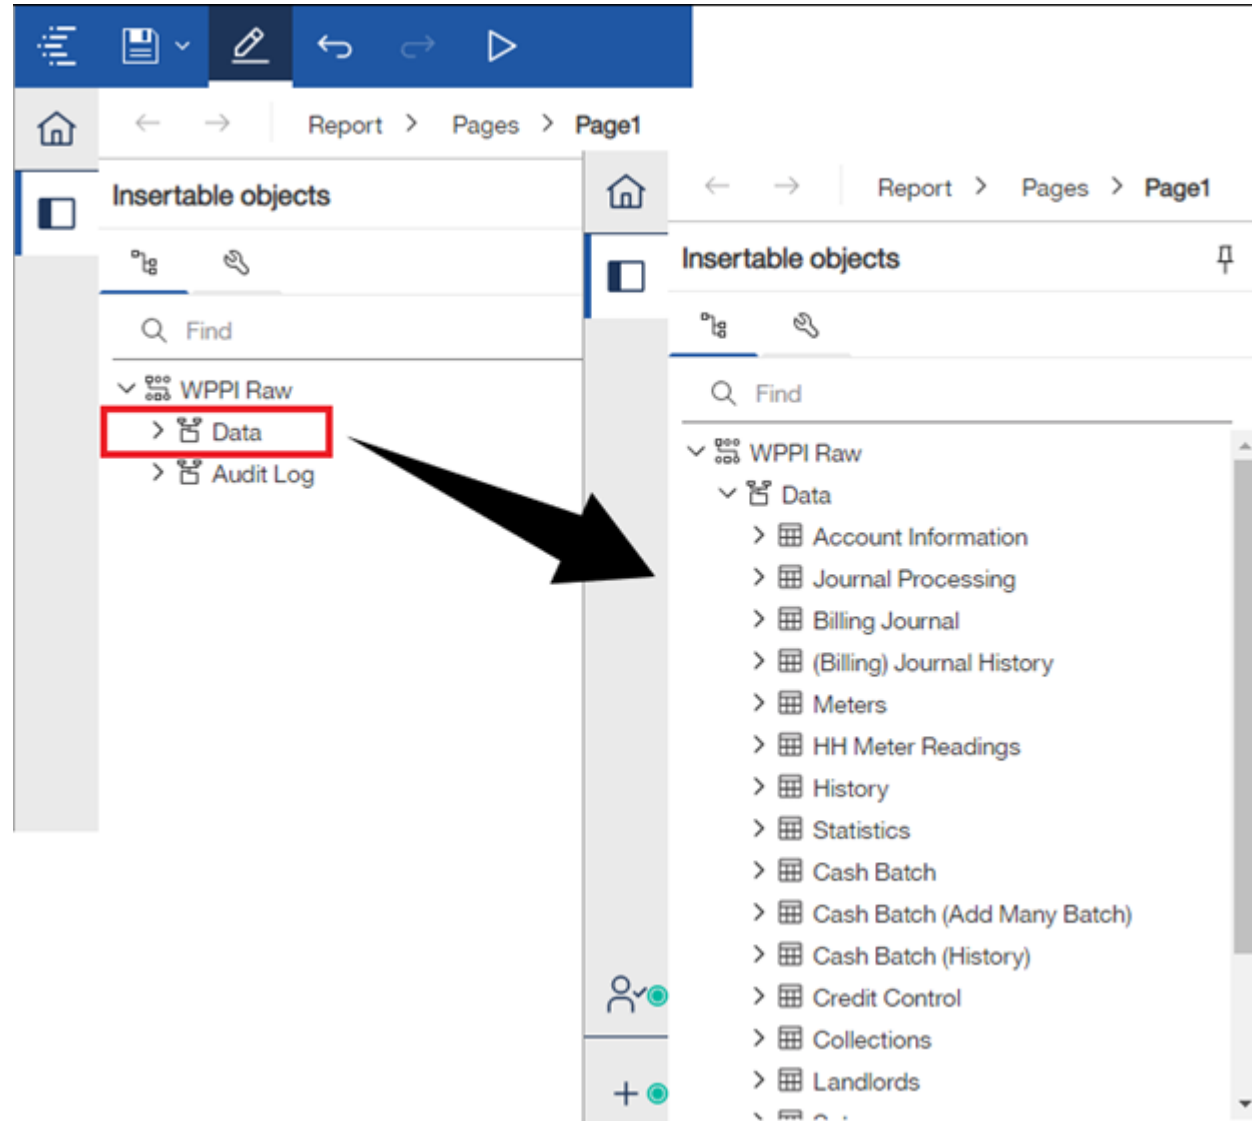 Report > Pages > Page1
Insertable objects
Find
WPPI Raw
Data
Audit Log
Report > Pages > Page1
Insertable objects
Find
WPPI Raw
Data
Account Information
Journal Processing
Billing Journal
(Billing) Journal History
Meters
HH Meter Readings
History
Statistics
Cash Batch
Cash Batch (Add Many Batch)
Cash Batch (History)
Credit Control
Collections
Landlords